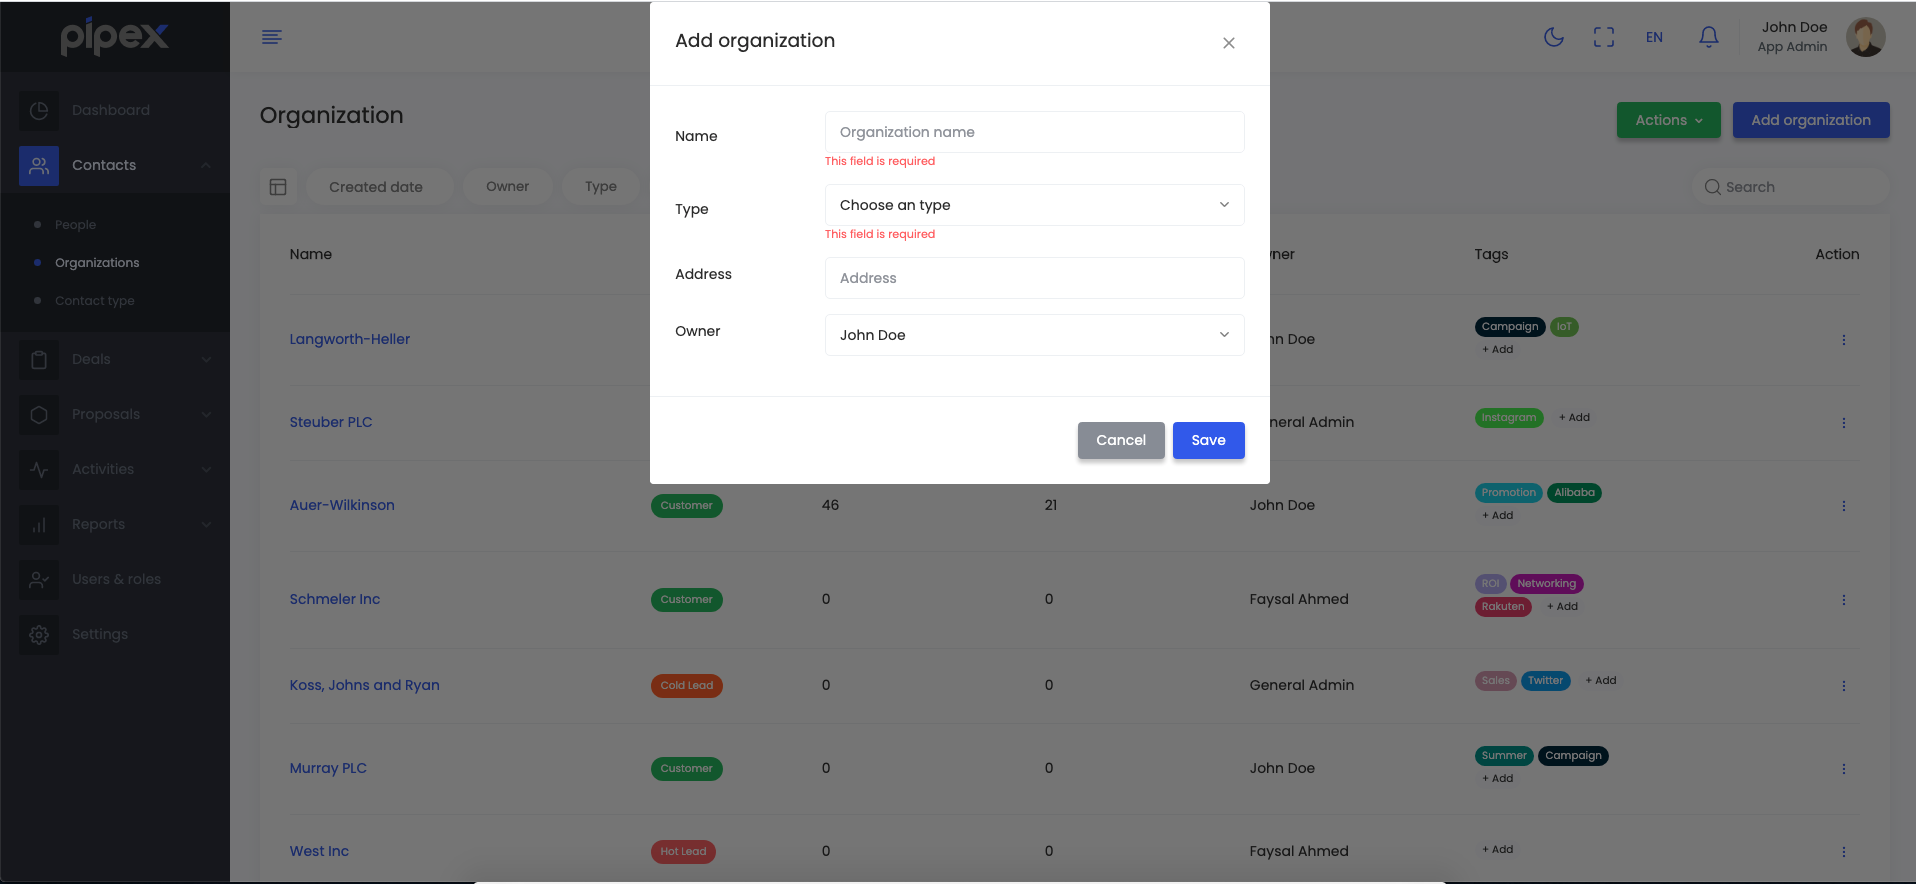 pipex
Dashboard
Contacts
People
Organizations
Contact type
Deals
Proposals
Activities
Reports
Users & roles
Settings
EN
John Doe
App Admin
Organization
Actions
Add organization
Created date
Owner
Type
Search
Add organization
Name
Organization name
This field is required
Type
Choose an type
This field is required
Address
Address
Owner
John Doe
Cancel
Save
Name
Tags
Action
Langworth-Heller
Campaign IoT
+ Add
Steuber PLC
Instagram + Add
Auer-Wilkinson Customer 46 21 John Doe
Promotion Alibaba
+ Add
Schmeler Inc Customer 0 0 Faysal Ahmed
ROI Networking
Rakuten + Add
Koss, Johns and Ryan Cold Lead 0 0 General Admin Sales Twitter + Add
Murray PLC Customer 0 0 John Doe
Summer Campaign
+ Add
West Inc Hot Lead 0 0 Faysal Ahmed + Add